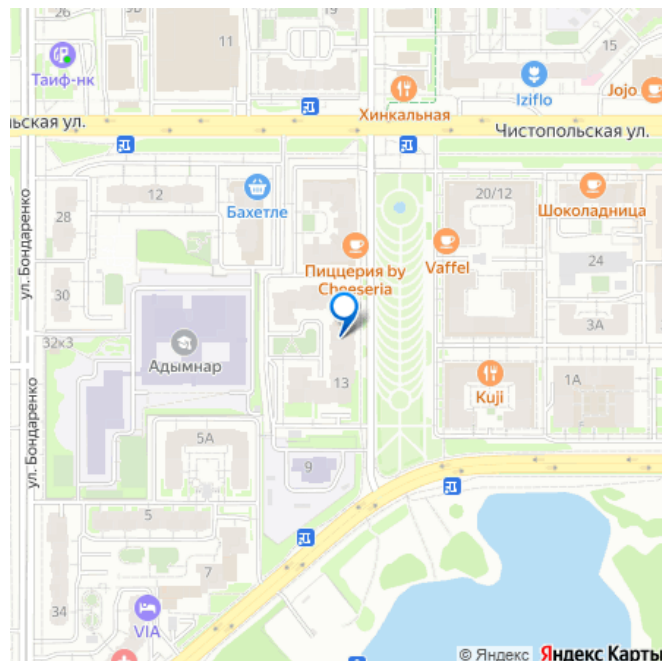 26
9В
11
15
Таиф-нк
Iziflo
Jojo
Хинкальная
ьская ул.
Чистопольская ул.
12
20/12
Бахетле
Шоколадница
28
ул. Бондаренко
Vaffel
Пиццерия by
Cheeseria
24
30
3А
32к3
Адымнар
13
Kuji
1А
5А
9
ул. Бондаренко
5
7
34
VIA
© Яндекс Яндекс Карты